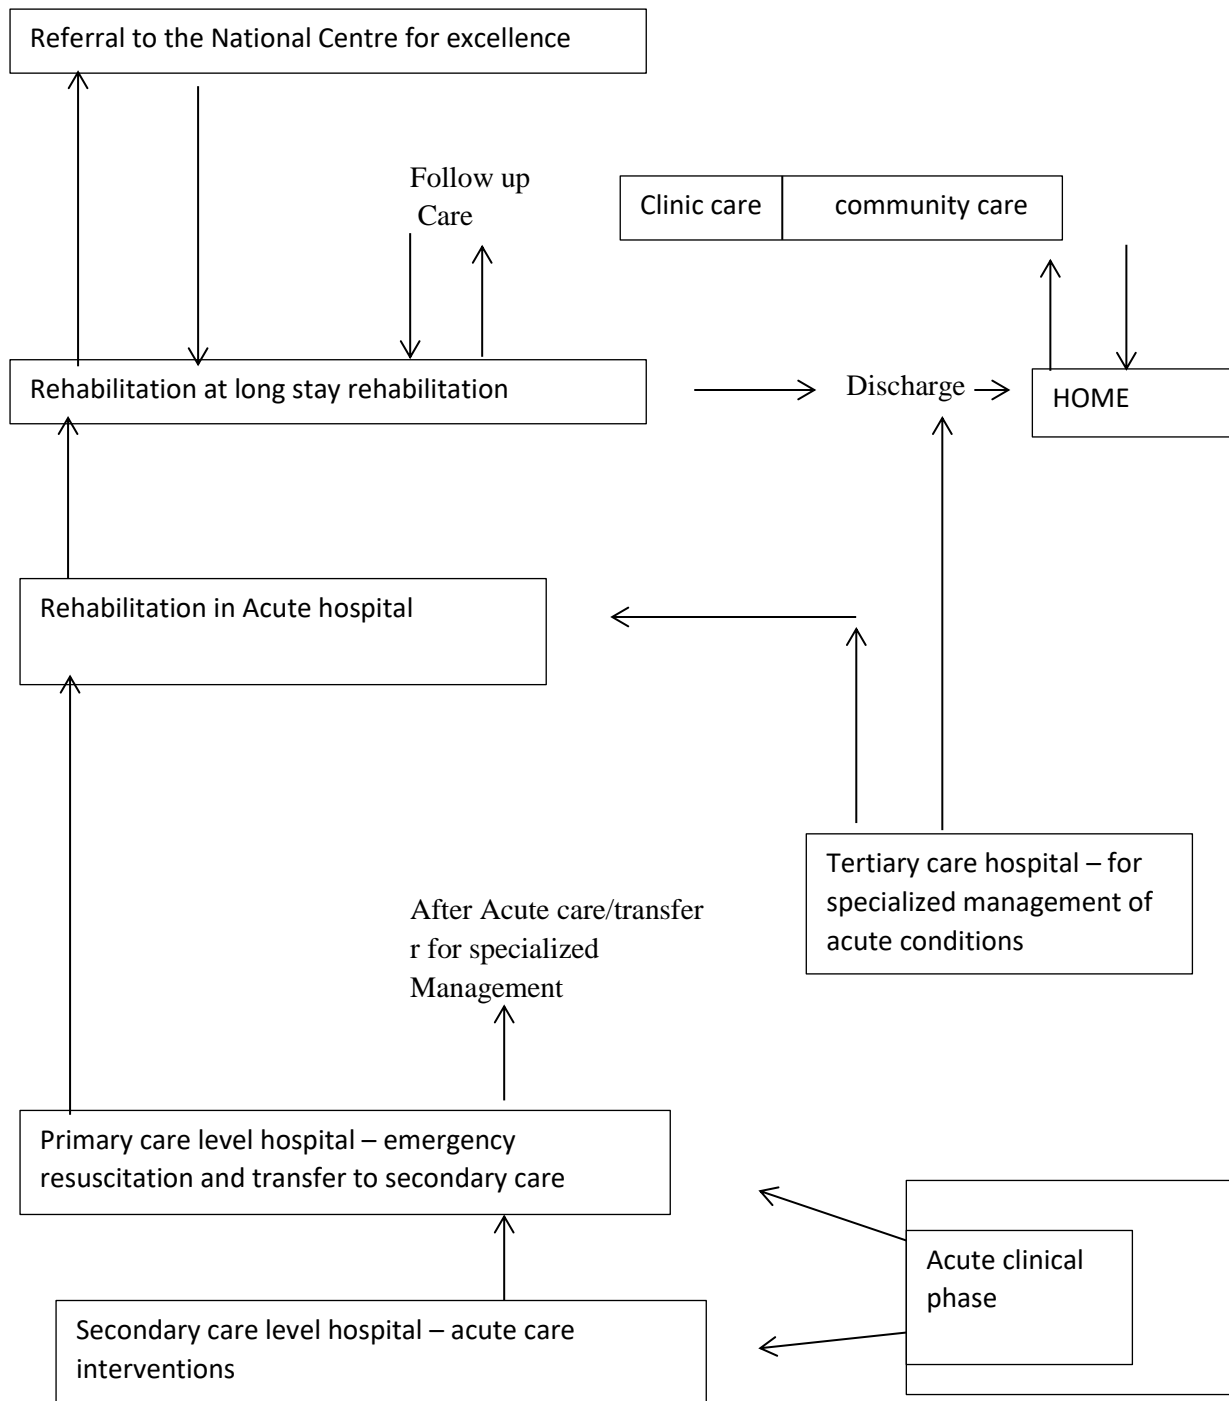 Referral to the National Centre for excellence
Follow up
Care
Clinic care
community care
Rehabilitation at long stay rehabilitation
Discharge
HOME
Rehabilitation in Acute hospital
Tertiary care hospital – for
specialized management of
acute conditions
After Acute care/transfer
r for specialized
Management
Primary care level hospital – emergency
resuscitation and transfer to secondary care
Acute clinical
phase
Secondary care level hospital – acute care
interventions